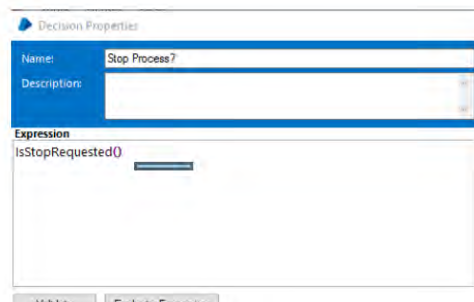 Decision Properties
Name:
Stop Process?
Description:
Expression
IsStopRequested()